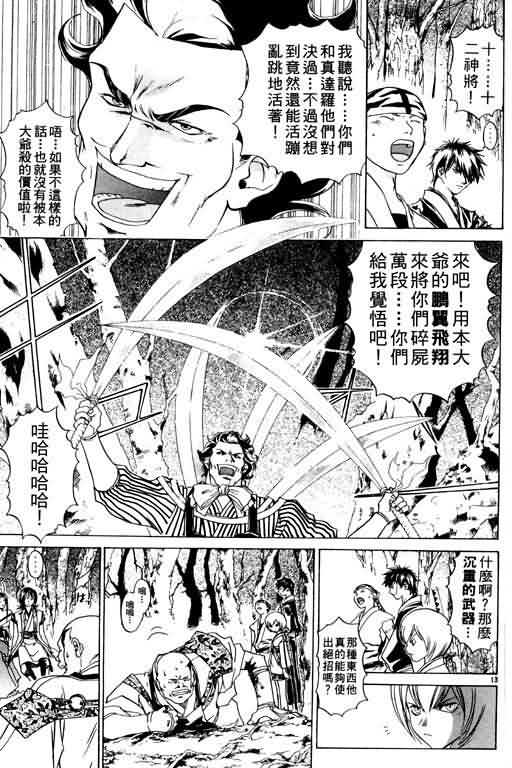 十……十
二神將！
……
我聽說……你們
和真達羅他們對
決過…不過沒想
到竟然還能活蹦
亂跳地活著！
唔…如果不這樣的
話…也就沒有被本
大爺殺的價值啦！
來吧！用本大
爺的鵬翼飛翔
來將你們碎屍
萬段……你們
給我覺悟吧！
哇哈哈哈哈！
什麼啊？那麼
沉重的武器…
那種東西他
真的能夠使
出絕招嗎？
嗚…
嗚…
……
13